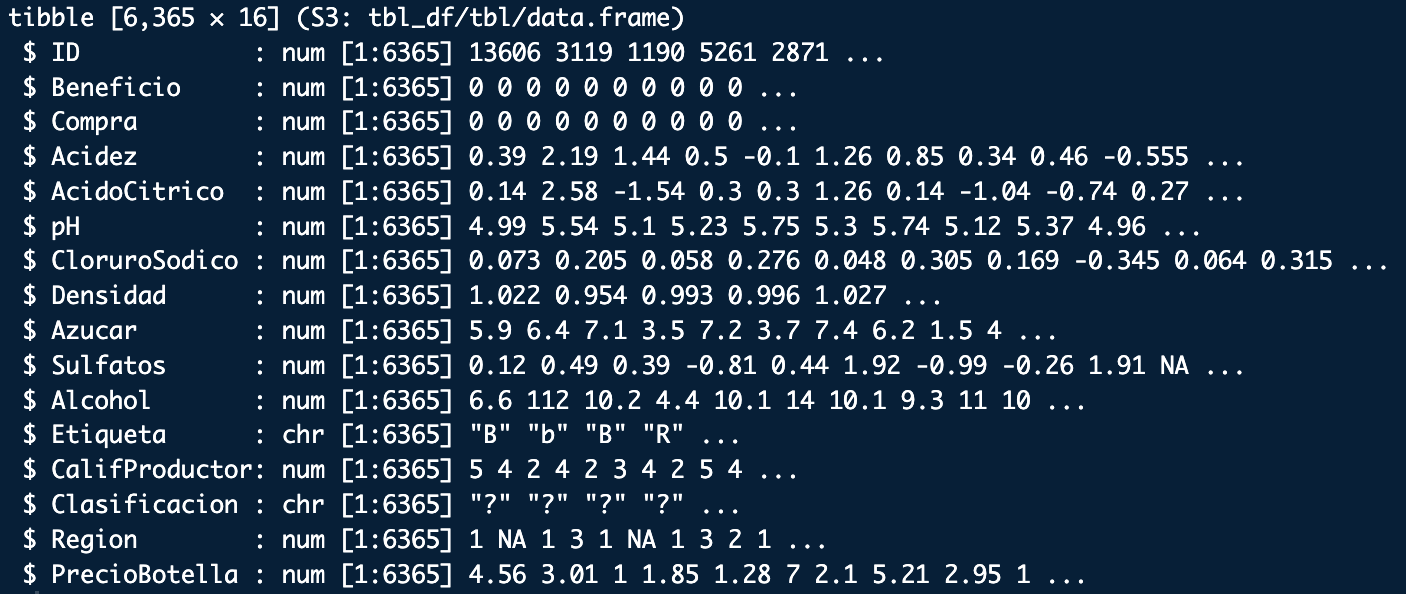 tibble [6,365 × 16] (S3: tbl_df/tbl/data.frame)
$ ID            : num [1:6365] 13606 3119 1190 5261 2871 ...
$ Beneficio     : num [1:6365] 0 0 0 0 0 0 0 0 0 0 ...
$ Compra        : num [1:6365] 0 0 0 0 0 0 0 0 0 0 ...
$ Acidez        : num [1:6365] 0.39 2.19 1.44 0.5 -0.1 1.26 0.85 0.34 0.46 -0.555 ...
$ AcidoCitrico  : num [1:6365] 0.14 2.58 -1.54 0.3 0.3 1.26 0.14 -1.04 -0.74 0.27 ...
$ pH            : num [1:6365] 4.99 5.54 5.1 5.23 5.75 5.3 5.74 5.12 5.37 4.96 ...
$ CloruroSodico : num [1:6365] 0.073 0.205 0.058 0.276 0.048 0.305 0.169 -0.345 0.064 0.315 ...
$ Densidad      : num [1:6365] 1.022 0.954 0.993 0.996 1.027 ...
$ Azucar        : num [1:6365] 5.9 6.4 7.1 3.5 7.2 3.7 7.4 6.2 1.5 4 ...
$ Sulfatos      : num [1:6365] 0.12 0.49 0.39 -0.81 0.44 1.92 -0.99 -0.26 1.91 NA ...
$ Alcohol       : num [1:6365] 6.6 112 10.2 4.4 10.1 14 10.1 9.3 11 10 ...
$ Etiqueta      : chr [1:6365] "B" "b" "B" "R" ...
$ CalifProductor: num [1:6365] 5 4 2 4 2 3 4 2 5 4 ...
$ Clasificacion : chr [1:6365] "?" "?" "?" "?" ...
$ Region        : num [1:6365] 1 NA 1 3 1 NA 1 3 2 1 ...
$ PrecioBotella : num [1:6365] 4.56 3.01 1 1.85 1.28 7 2.1 5.21 2.95 1 ...